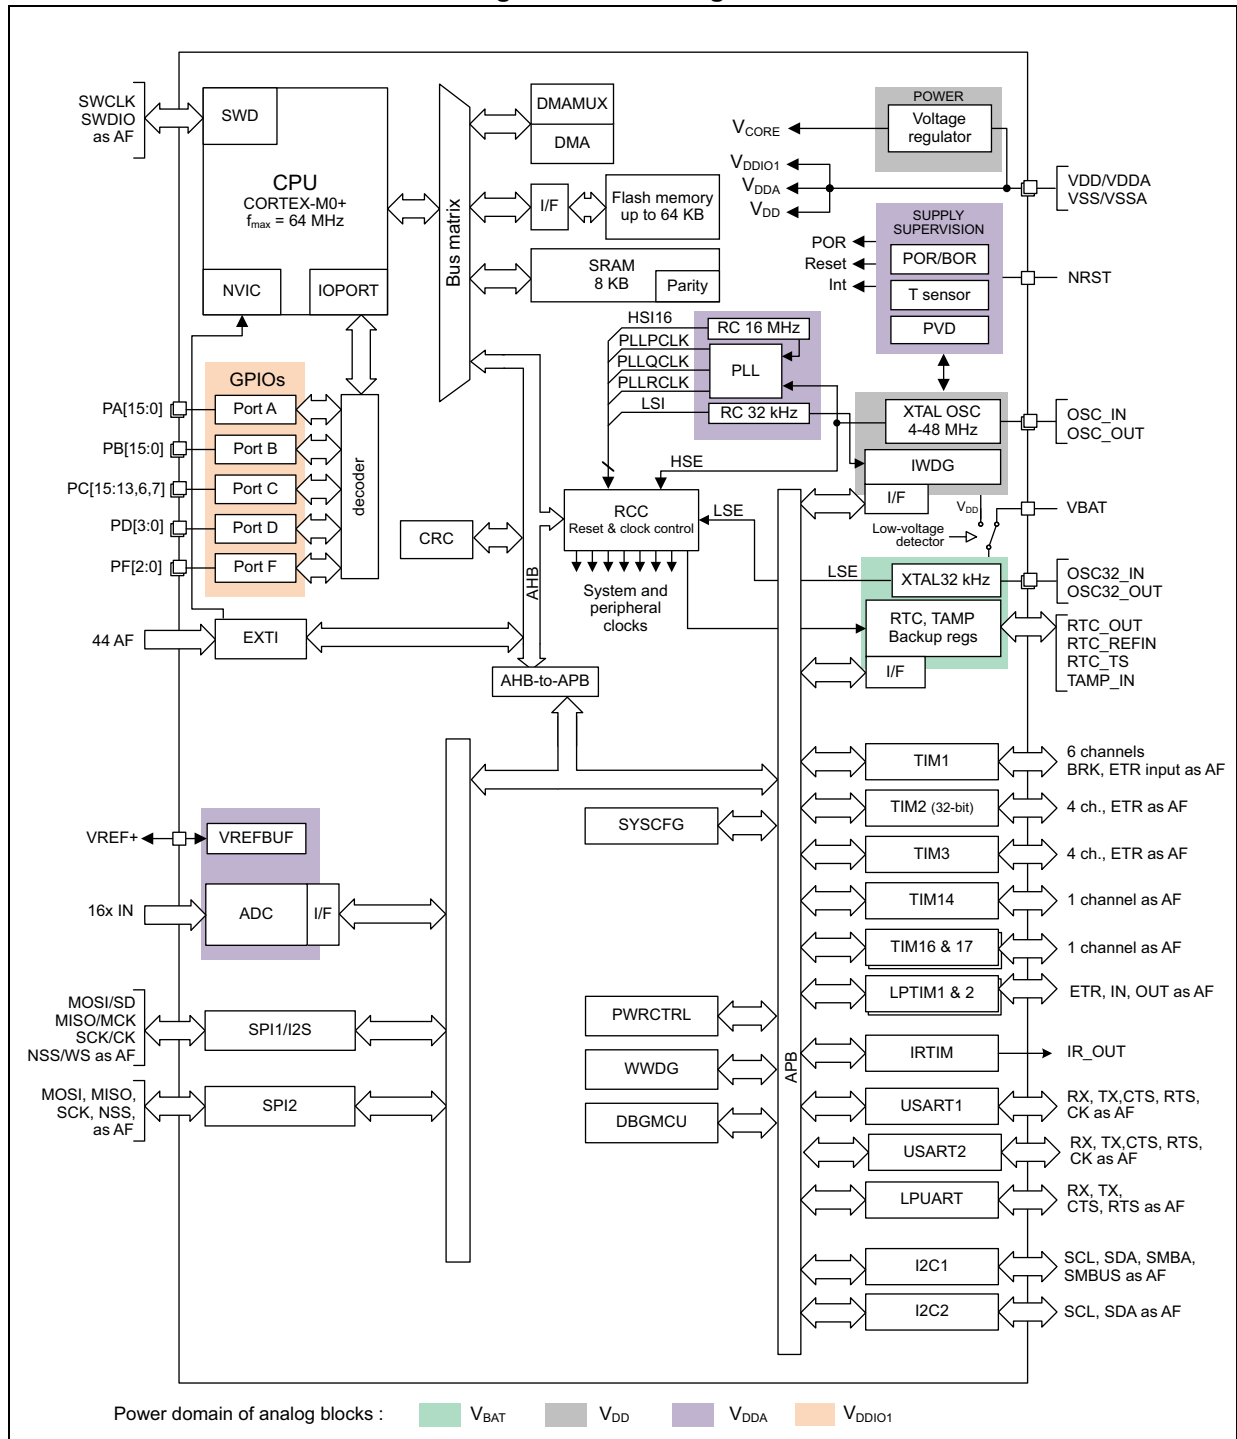 SWCLK
SWDIO
as AF
SWD
CPU
CORTEX-M0+
fmax = 64 MHz
NVIC
IOPORT
Bus matrix
DMAMUX
DMA
I/F
Flash memory
up to 64 KB
SRAM
8 KB
Parity
POWER
Voltage
regulator
VCORE
VDDIO1
VDDA
VDD
VDD/VDDA
VSS/VSSA
SUPPLY
SUPERVISION
POR/BOR
T sensor
PVD
POR
Reset
Int
NRST
HSI16
PLLPCLK
PLLQCLK
PLLRCLK
LSI
RC 16 MHz
PLL
RC 32 kHz
GPIOs
PA[15:0]
Port A
PB[15:0]
Port B
PC[15:13,6,7]
Port C
PD[3:0]
Port D
PF[2:0]
Port F
decoder
XTAL OSC
4-48 MHz
IWDG
I/F
OSC_IN
OSC_OUT
HSE
RCC
Reset & clock control
LSE
CRC
AHB
System and
peripheral
clocks
VDD
Low-voltage
detector
VBAT
LSE
XTAL32 kHz
RTC, TAMP
Backup regs
I/F
OSC32_IN
OSC32_OUT
RTC_OUT
RTC_REFIN
RTC_TS
TAMP_IN
44 AF
EXTI
AHB-to-APB
TIM1
6 channels
BRK, ETR input as AF
TIM2 (32-bit)
4 ch., ETR as AF
SYSCFG
TIM3
4 ch., ETR as AF
VREF+
VREFBUF
16x IN
ADC
I/F
TIM14
1 channel as AF
TIM16 & 17
1 channel as AF
LPTIM1 & 2
ETR, IN, OUT as AF
MOSI/SD
MISO/MCK
SCK/CK
NSS/WS as AF
SPI1/I2S
PWRCTRL
IRTIM
IR_OUT
APB
WWDG
MOSI, MISO,
SCK, NSS,
as AF
SPI2
DBGMCU
USART1
RX, TX,CTS, RTS,
CK as AF
USART2
RX, TX,CTS, RTS,
CK as AF
LPUART
RX, TX,
CTS, RTS as AF
I2C1
SCL, SDA, SMBA,
SMBUS as AF
I2C2
SCL, SDA as AF
Power domain of analog blocks :
VBAT
VDD
VDDA
VDDIO1